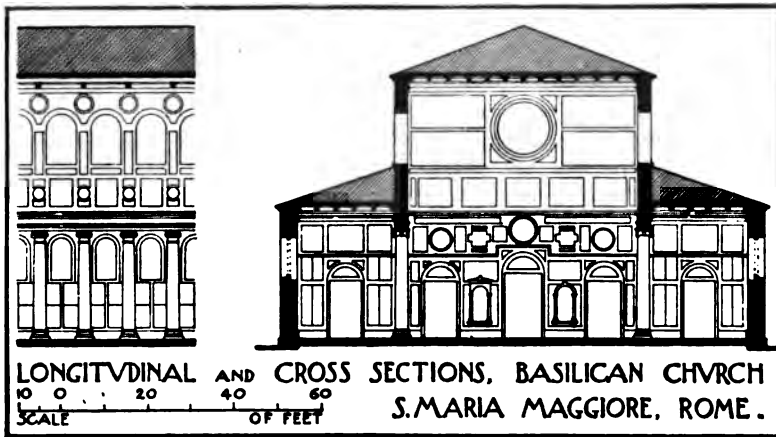 LONGITVDINAL AND CROSS SECTIONS, BASILICAN CHVRCH
10 0 20 40 60
SCALE OF FEET
S. MARIA MAGGIORE, ROME.